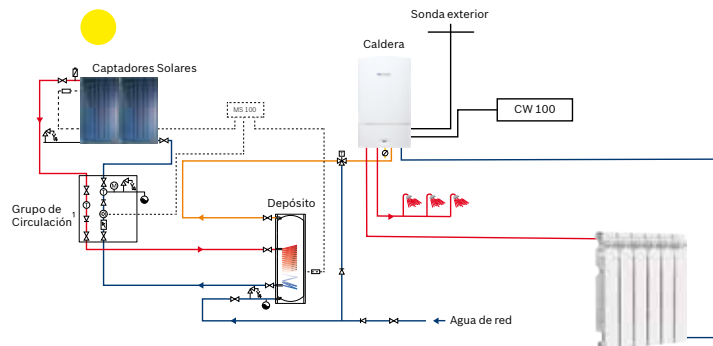 Sonda exterior
Caldera
Captadores Solares
MS 100
CW 100
Depósito
Grupo de
Circulación 1
Agua de red